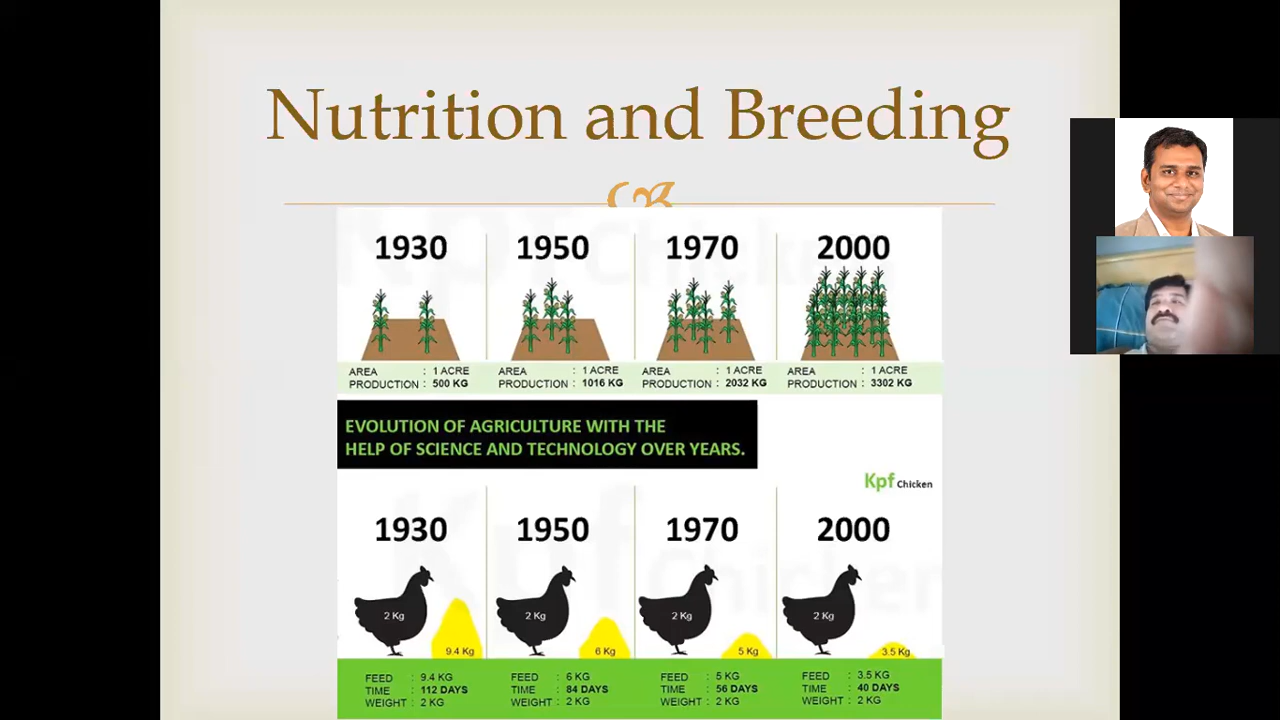 Nutrition and Breeding
1930 1950 1970 2000
AREA : 1 ACRE AREA : 1 ACRE AREA : 1 ACRE AREA : 1 ACRE
PRODUCTION : 500 KG PRODUCTION : 1016 KG PRODUCTION : 2032 KG PRODUCTION : 3302 KG
EVOLUTION OF AGRICULTURE WITH THE
HELP OF SCIENCE AND TECHNOLOGY OVER YEARS.
Kpf Chicken
1930 1950 1970 2000
2 Kg 2 Kg 2 Kg 2 Kg
9.4 Kg 6 Kg 5 Kg 3.5 Kg
FEED : 9.4 KG FEED : 6 KG FEED : 5 KG FEED : 3.5 KG
TIME : 112 DAYS TIME : 84 DAYS TIME : 56 DAYS TIME : 40 DAYS
WEIGHT : 2 KG WEIGHT : 2 KG WEIGHT : 2 KG WEIGHT : 2 KG